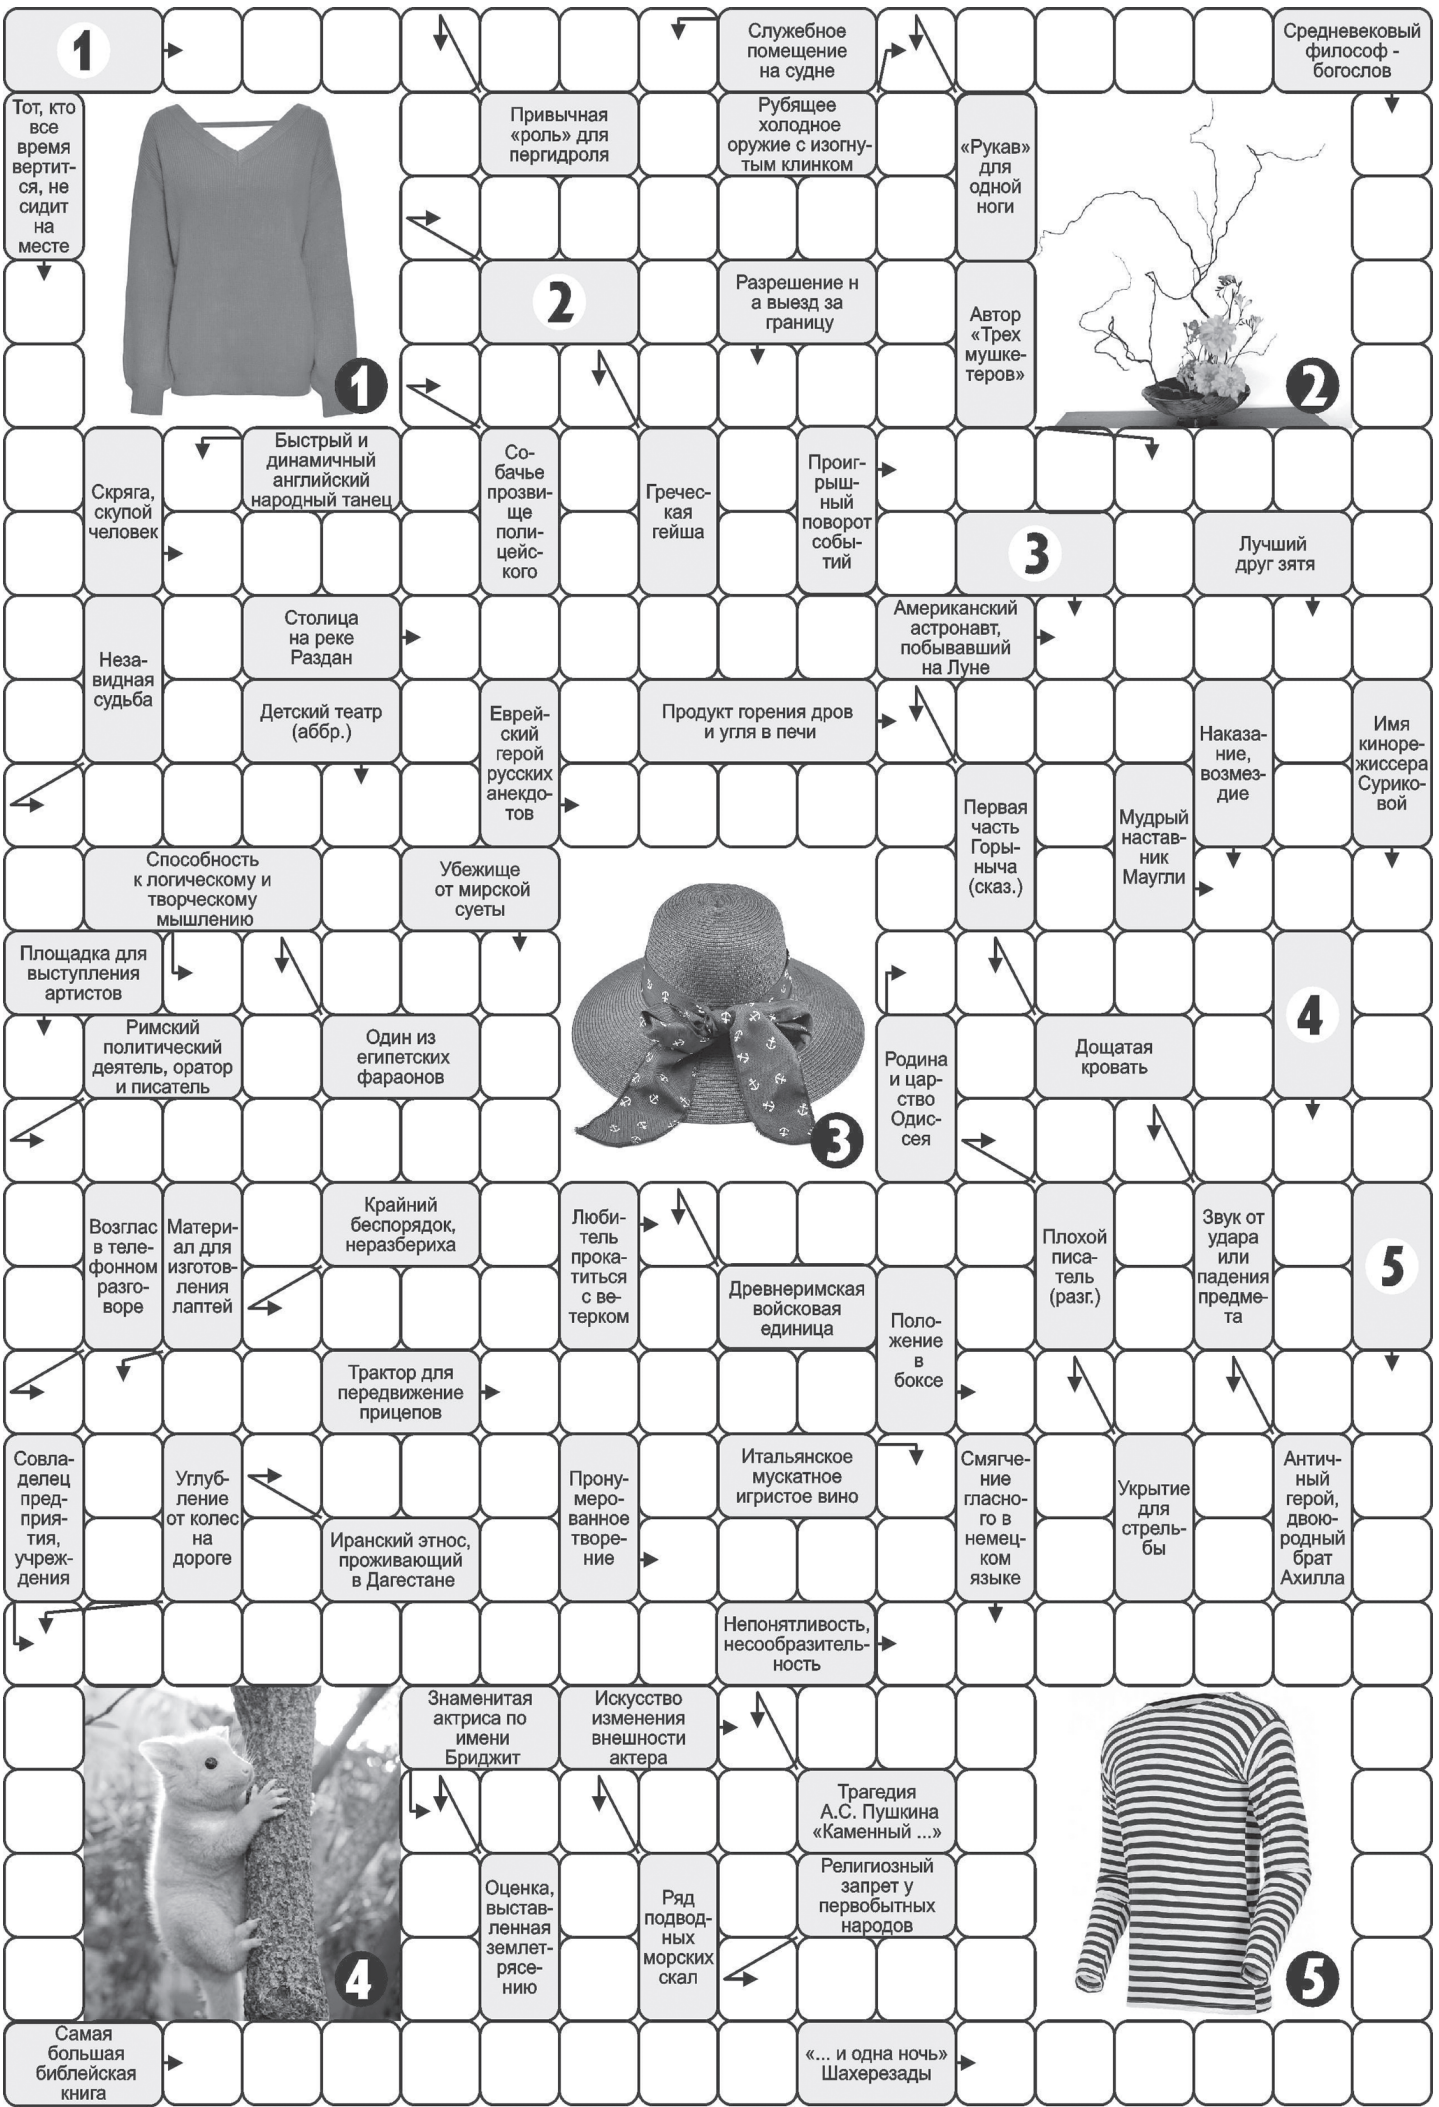 1
Служебное
помещение
на судне
Средневековый
философ -
богослов
Тот, кто
все
время
вертит-
ся, не
сидит
на
месте
Привычная
«роль» для
пергидроля
Рубящее
холодное
оружие с изогну-
тым клинком
«Рукав»
для
одной
ноги
2
Разрешение н
а выезд за
границу
Автор
«Трех
мушке-
теров»
1
2
Скряга,
скупой
человек
Быстрый и
динамичный
английский
народный танец
Со-
бачье
прозви-
ще
поли-
цейс-
кого
Гречес-
кая
гейша
Проиг-
рыш-
ный
поворот
собы-
тий
3
Лучший
друг зятя
Неза-
видная
судьба
Столица
на реке
Раздан
Американский
астронавт,
побывавший
на Луне
Детский театр
(аббр.)
Еврей-
ский
герой
русских
анекдо-
тов
Продукт горения дров
и угля в печи
Наказа-
ние,
возмез-
дие
Имя
киноре-
жиссера
Сурико-
вой
Первая
часть
Горы-
ныча
(сказ.)
Мудрый
настав-
ник
Маугли
Способность
к логическому и
творческому
мышлению
Убежище
от мирской
суеты
Площадка для
выступления
артистов
4
Римский
политический
деятель, оратор
и писатель
Один из
египетских
фараонов
Родина
и цар-
ство
Одис-
сея
Дощатая
кровать
3
Возглас
в теле-
фонном
разго-
воре
Матери-
ал для
изготов-
ления
лаптей
Крайний
беспорядок,
неразбериха
Люби-
тель
прока-
титься
с ве-
терком
Плохой
писа-
тель
(разг.)
Звук от
удара
или
падения
предме-
та
5
Древнеримская
войсковая
единица
Поло-
жение
в
боксе
Трактор для
передвижение
прицепов
Совла-
делец
пред-
прия-
тия,
учреж-
дения
Углуб-
ление
от колес
на
дороге
Прону-
меро-
ванное
творе-
ние
Итальянское
мускатное
игристое вино
Смягче-
ние
гласно-
го в
немец-
ком
языке
Укрытие
для
стрель-
бы
Антич-
ный
герой,
двою-
родный
брат
Ахилла
Иранский этнос,
проживающий
в Дагестане
Непонятливость,
несообразитель-
ность
Знаменитая
актриса по
имени
Бриджит
Искусство
изменения
внешности
актера
Трагедия
А.С. Пушкина
«Каменный ...»
Оценка,
выстав-
ленная
землет-
рясе-
нию
Ряд
подвод-
ных
морских
скал
Религиозный
запрет у
первобытных
народов
4
5
Самая
большая
библейская
книга
«... и одна ночь»
Шахерезады